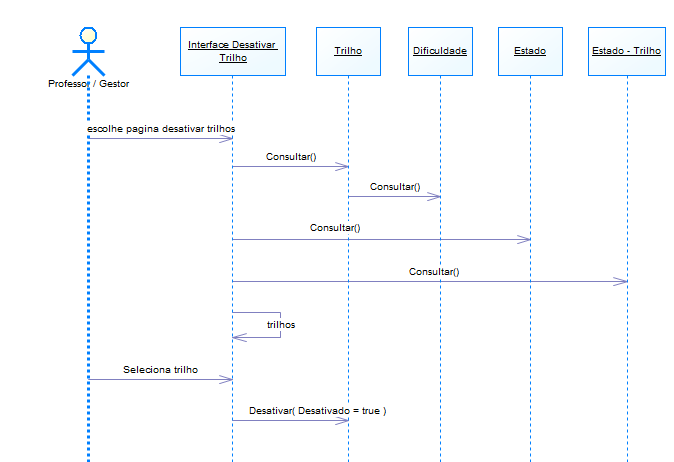 Interface Desativar
Trilho
Trilho
Dificuldade
Estado
Estado - Trilho
Professor / Gestor
escolhe pagina desativar trilhos
Consultar()
Consultar()
Consultar()
Consultar()
trilhos
Seleciona trilho
Desativar( Desativado = true )